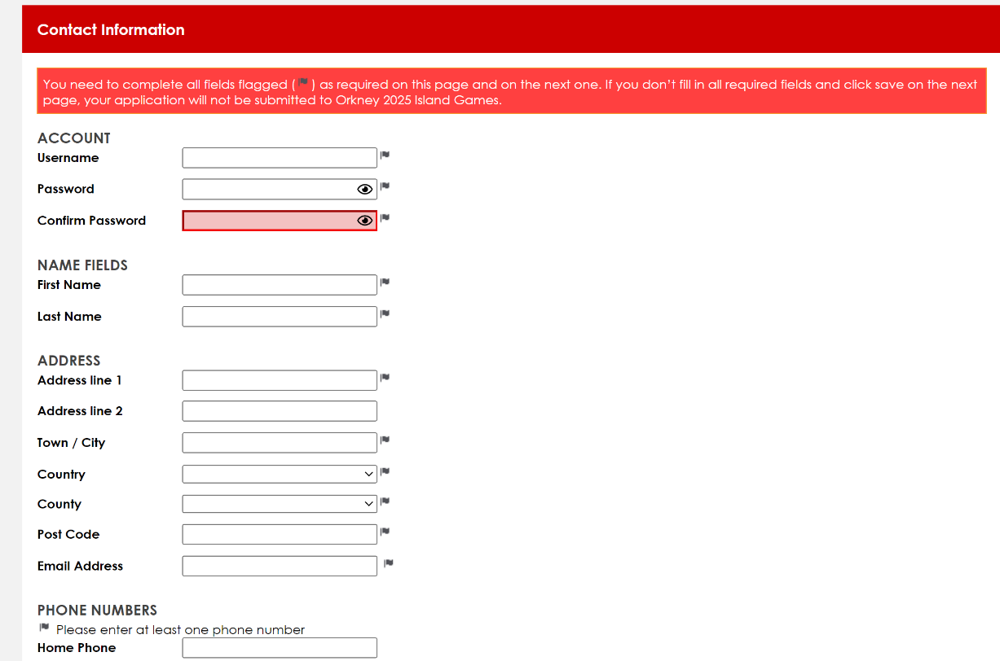 Contact Information
You need to complete all fields flagged ( ) as required on this page and on the next one. If you don't fill in all required fields and click save on the next
page, your application will not be submitted to Orkney 2025 Island Games.
ACCOUNT
Username
Password
Confirm Password
NAME FIELDS
First Name
Last Name
ADDRESS
Address line 1
Address line 2
Town / City
Country
County
Post Code
Email Address
PHONE NUMBERS
Please enter at least one phone number
Home Phone